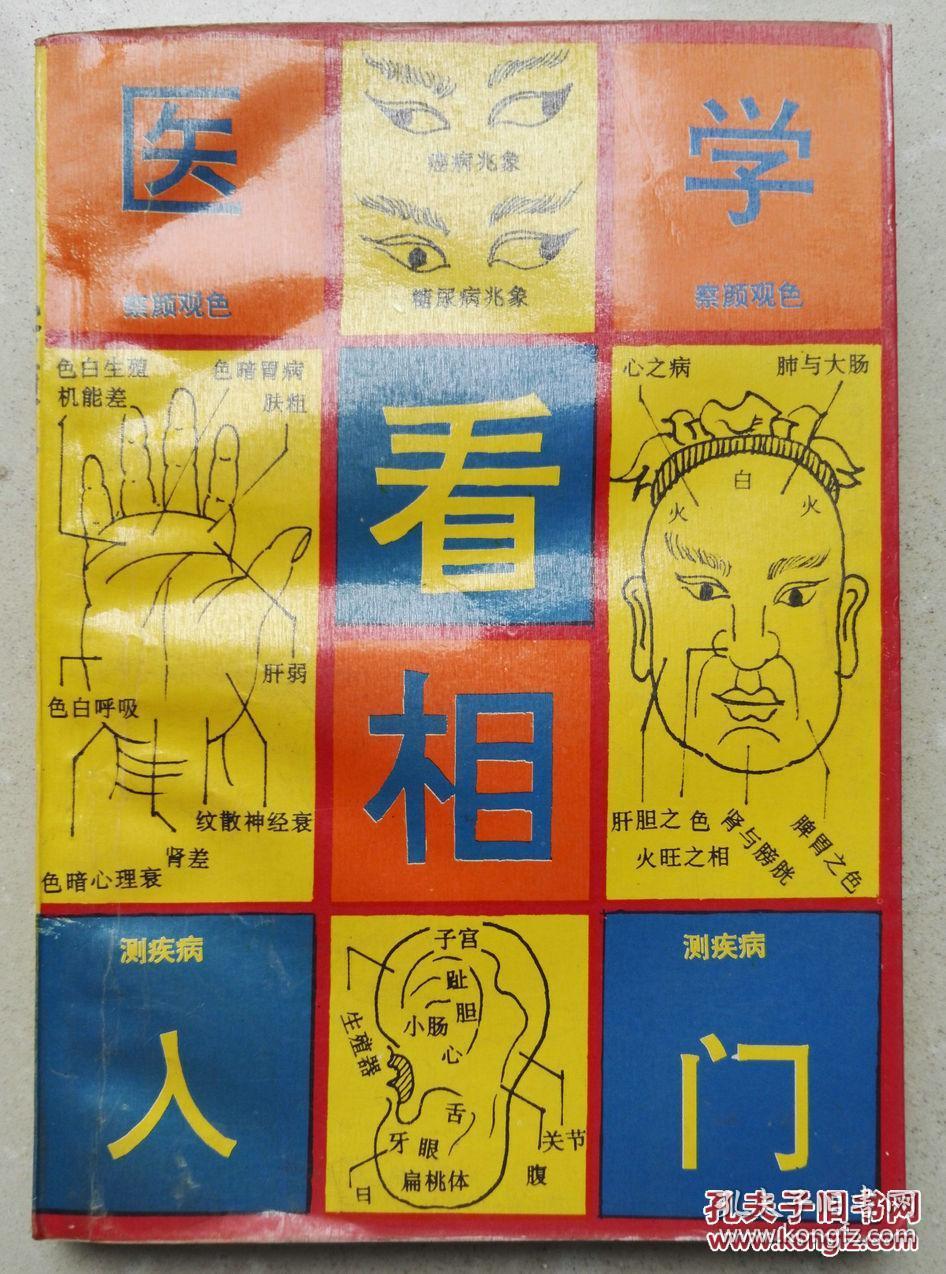 医
察颜观色
癌病兆象
糖尿病兆象
学
察颜观色
色白生殖
机能差
色暗胃病
肤粗
肝弱
色白呼吸
纹散神经衰
肾差
色暗心理衰
看
相
心之病
肺与大肠
白
火
火
肝胆之色
火旺之相
肾与膀胱
脾胃之色
测疾病
人
子宫
趾
胆
小肠
心
生殖器
舌
牙
眼
扁桃体
日
关节
腹
测疾病
门
孔夫子旧书网
www.kongfz.com